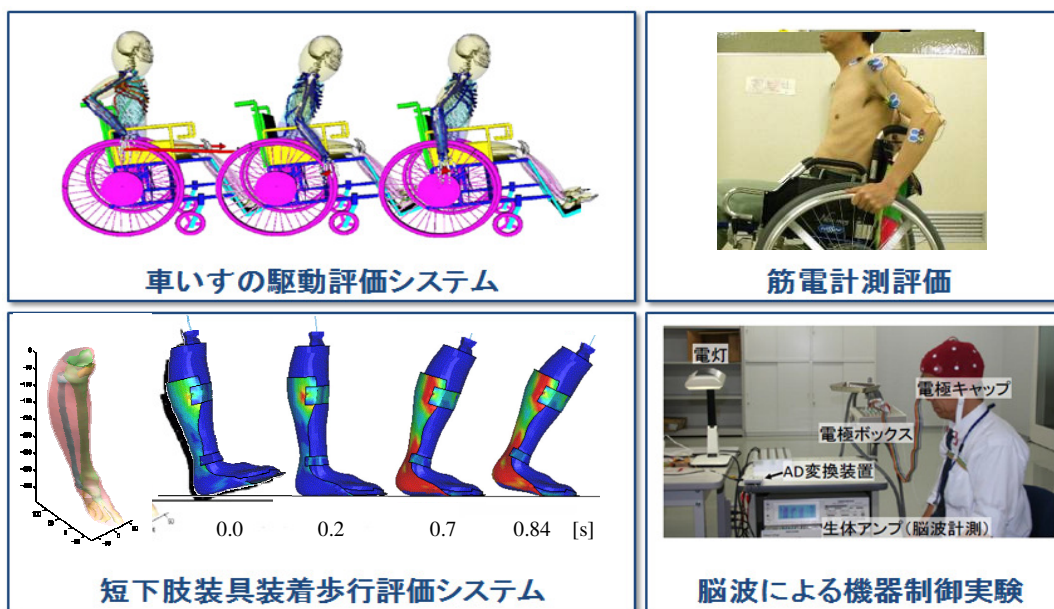 車いすの駆動評価システム
筋電計測評価
0.0 0.2 0.7 0.84 [s]
短下肢装具装着歩行評価システム
電灯
電極キャップ
電極ボックス
AD変換装置
生体アンプ（脳波計測）
脳波による機器制御実験